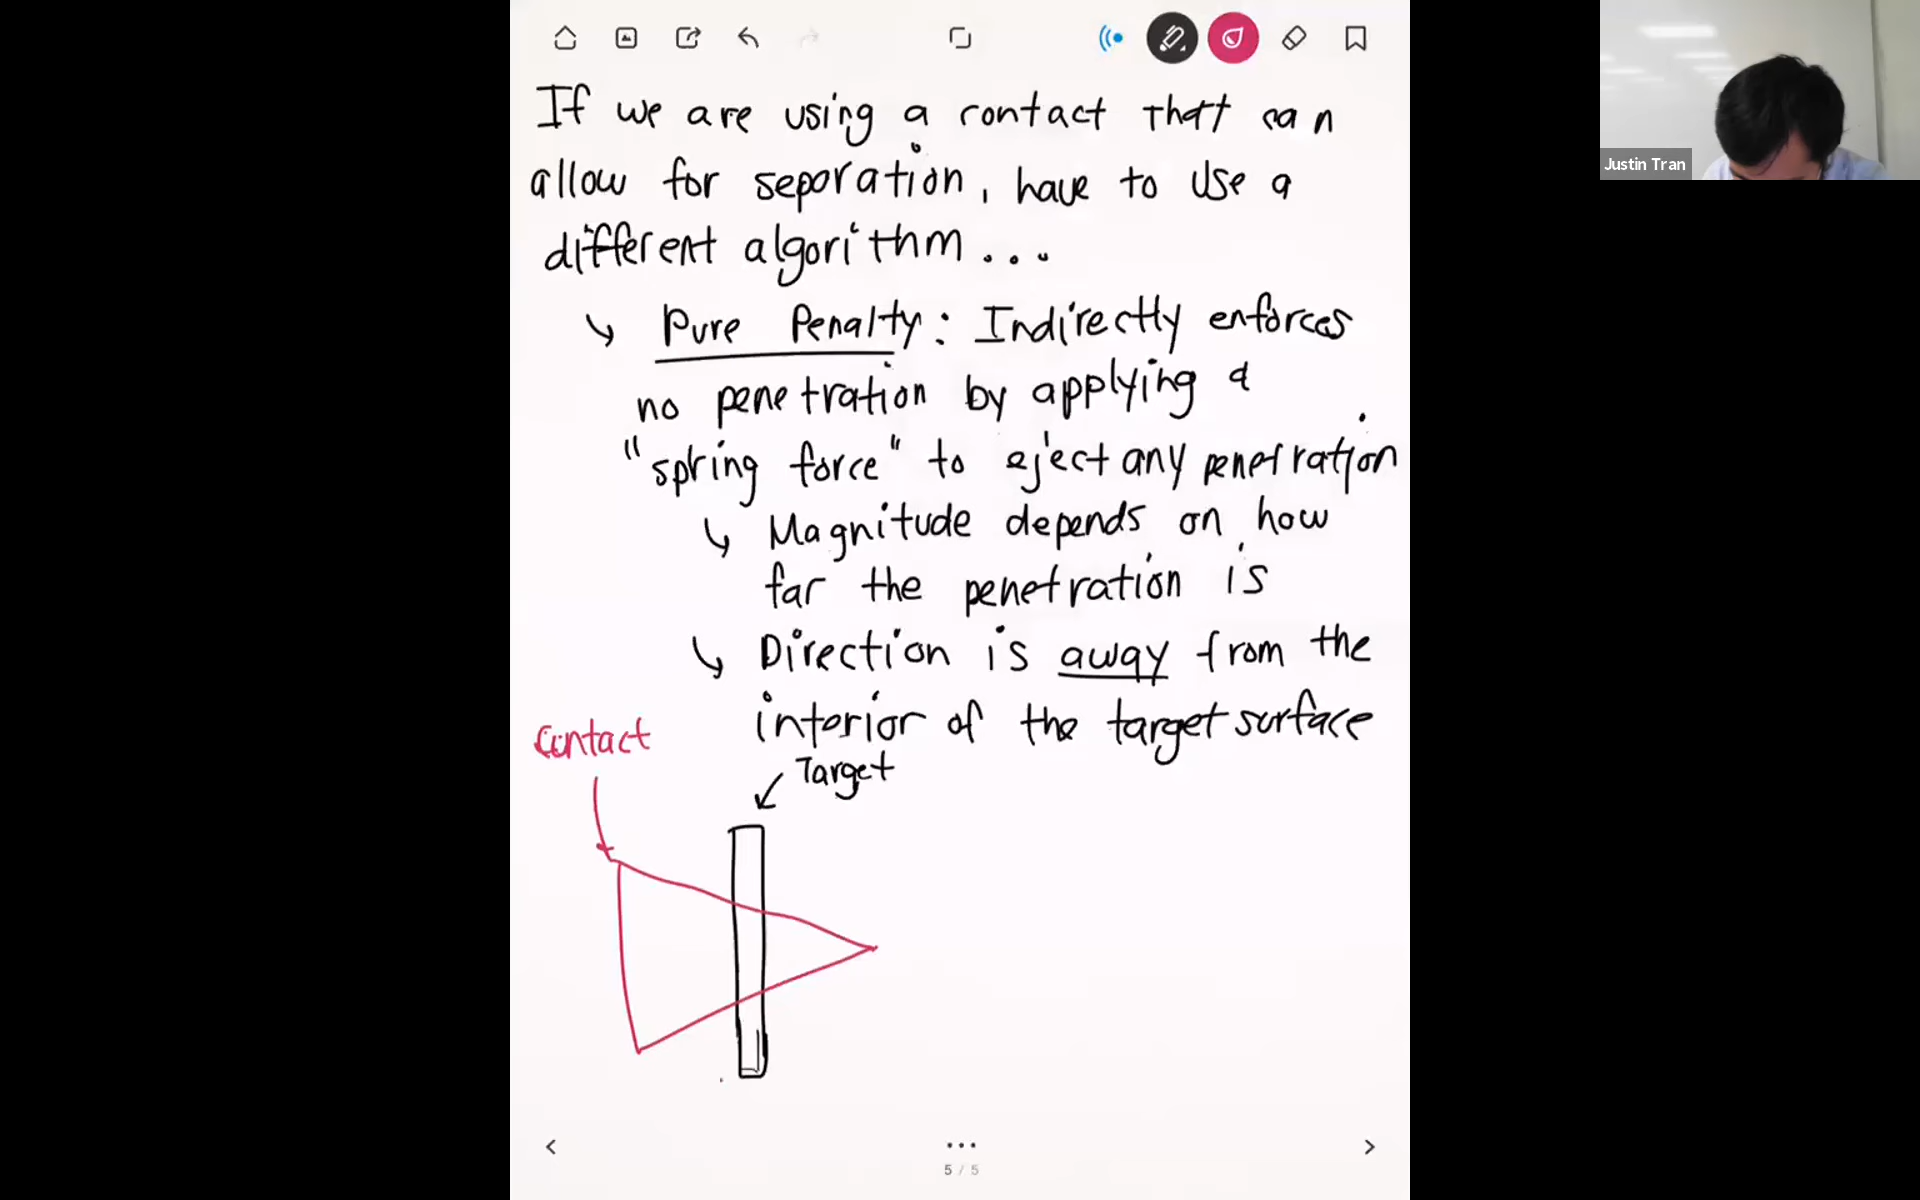 If we are using a contact that can
allow for separation, have to use a
different algorithm...
↳ Pure Penalty: Indirectly enforces
no penetration by applying a
"spring force" to eject any penetration
↳ Magnitude depends on how
far the penetration is
↳ Direction is away from the
interior of the target surface
Contact
Target
5 / 5
Justin Tran